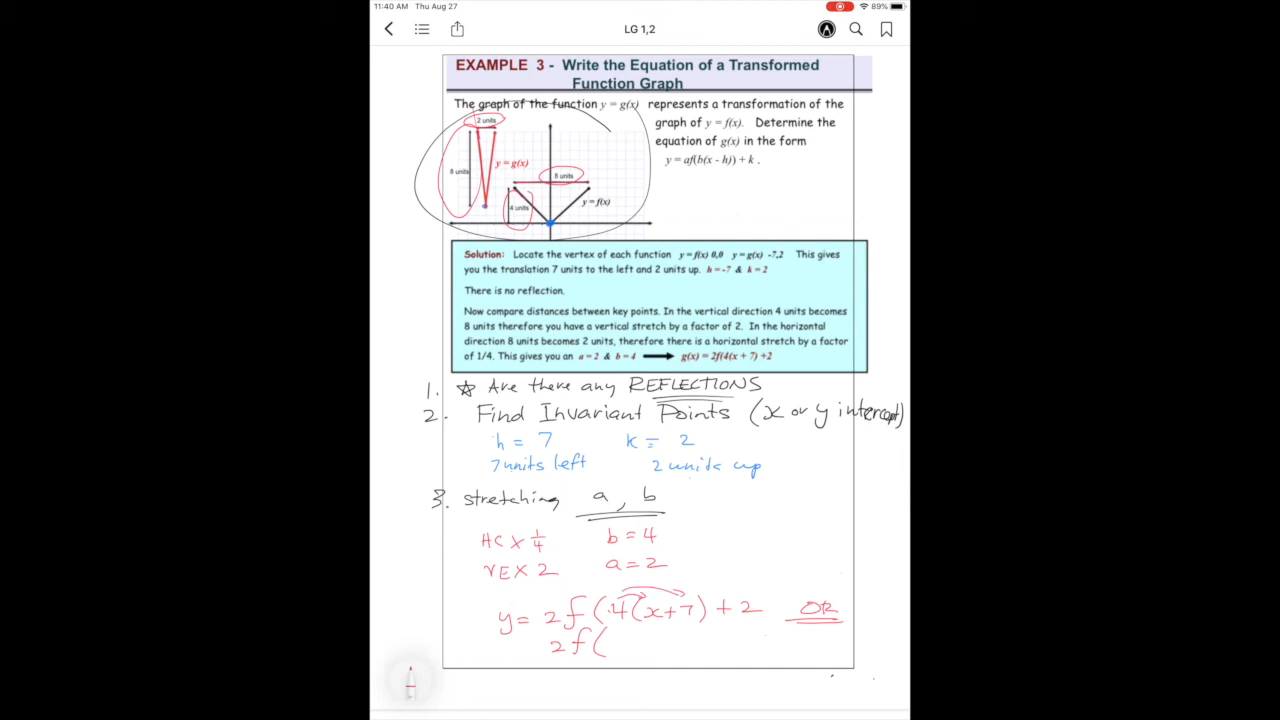 11:40 AM Thu Aug 27
89%
LG 1,2
EXAMPLE 3 - Write the Equation of a Transformed
Function Graph
The graph of the function y = g(x) represents a transformation of the
graph of y = f(x). Determine the
equation of g(x) in the form
y = af(b(x - h)) + k .
2 units
8 units
y = g(x)
8 units
4 units
y = f(x)
Solution: Locate the vertex of each function y = f(x) 0,0 y = g(x) -7,2 This gives
you the translation 7 units to the left and 2 units up. h = -7 & k = 2
There is no reflection.
Now compare distances between key points. In the vertical direction 4 units becomes
8 units therefore you have a vertical stretch by a factor of 2. In the horizontal
direction 8 units becomes 2 units, therefore there is a horizontal stretch by a factor
of 1/4. This gives you an a = 2 & b = 4 → g(x) = 2f(4(x + 7) +2
1. ☆ Are there any REFLECTIONS
2. Find Invariant Points (x or y intercept)
h = 7 k = 2
7 units left 2 units up
3. stretching a, b
HC × 1/4 b = 4
VE × 2 a = 2
y = 2f(4(x+7) + 2 OR
2f(